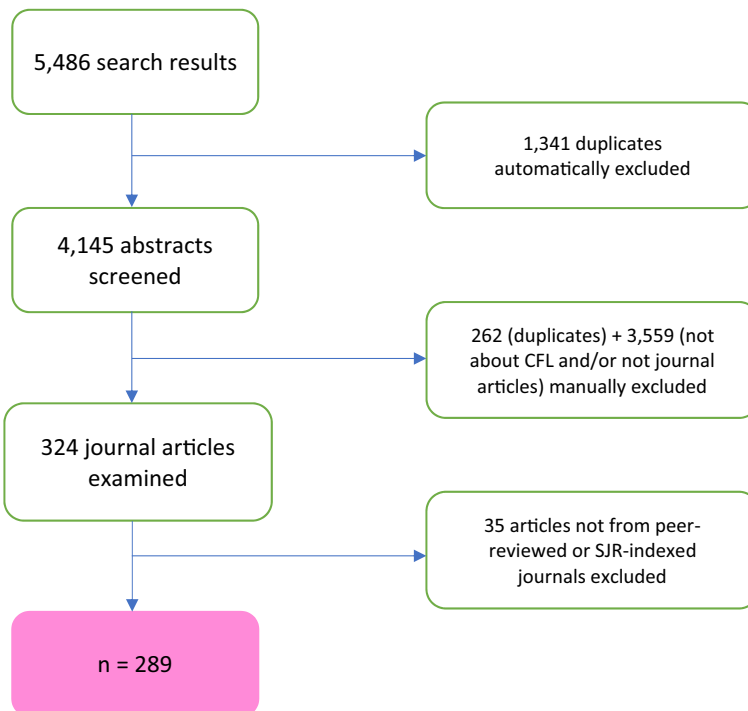 5,486 search results
1,341 duplicates
automatically excluded
4,145 abstracts
screened
262 (duplicates) + 3,559 (not
about CFL and/or not journal
articles) manually excluded
324 journal articles
examined
35 articles not from peer-
reviewed or SJR-indexed
journals excluded
n = 289